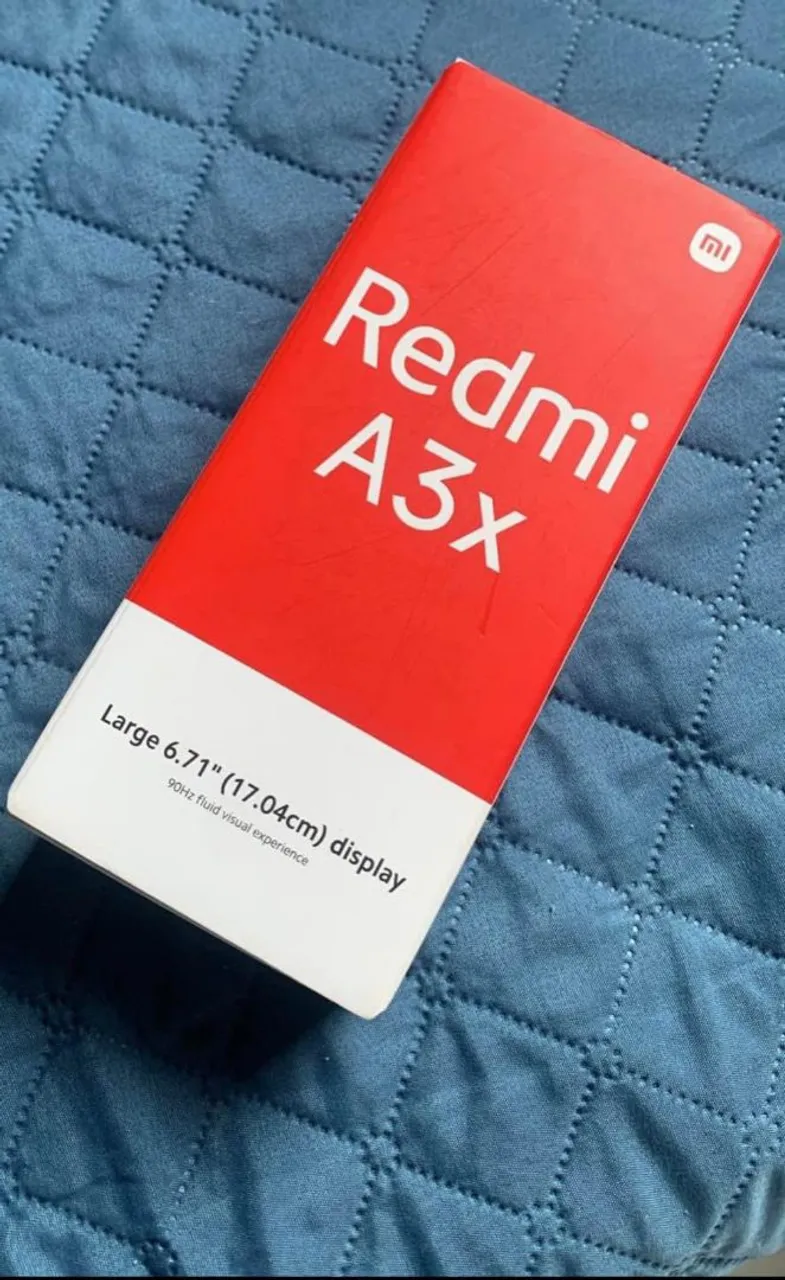 mi
Redmi
A3x
Large 6.71" (17.04cm) display
90Hz fluid visual experience